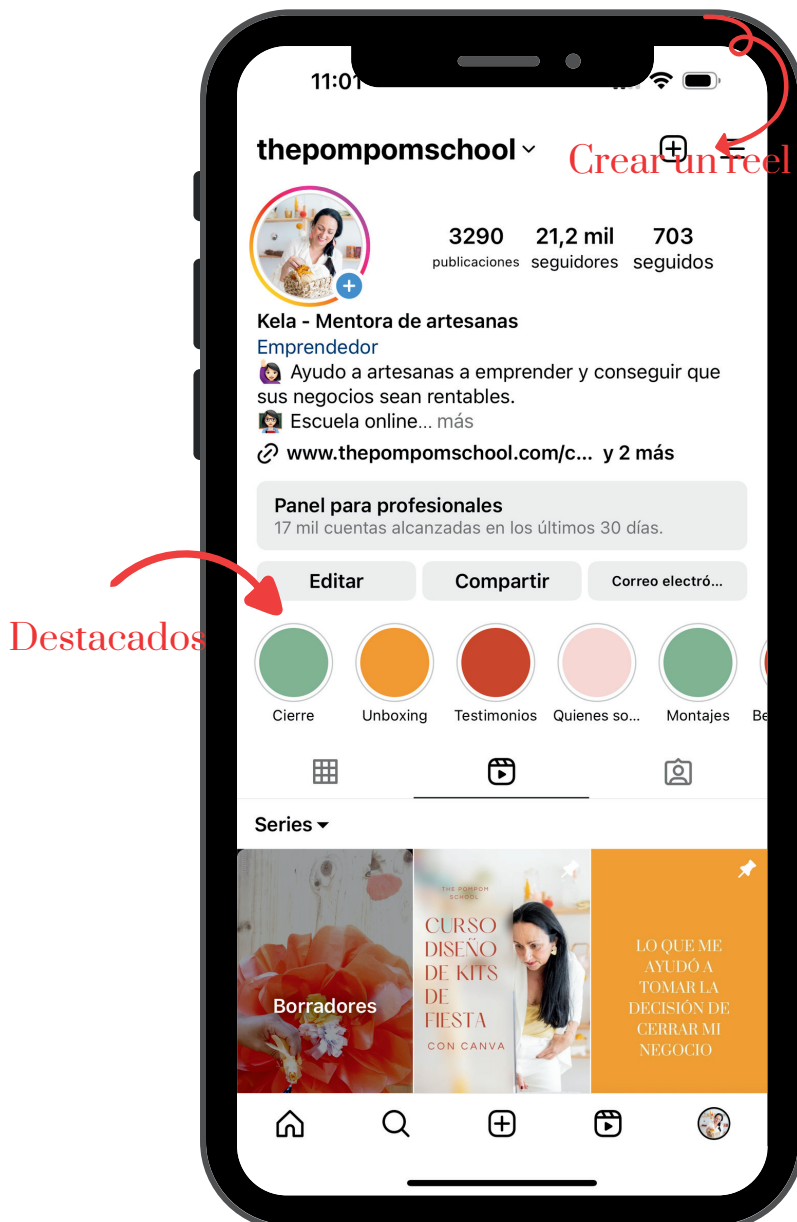 11:01
thepompomschool
Crear un reel
3290 21,2 mil 703
publicaciones seguidores seguidos
Kela - Mentora de artesanas
Emprendedor
Ayudo a artesanas a emprender y conseguir que
sus negocios sean rentables.
Escuela online... más
www.thepompomschool.com/c... y 2 más
Panel para profesionales
17 mil cuentas alcanzadas en los últimos 30 días.
Editar Compartir Correo electró...
Destacados
Cierre Unboxing Testimonios Quienes so... Montajes Be
Series
Borradores
THE POMPOM
SCHOOL
CURSO
DISEÑO
DE KITS
DE
FIESTA
CON CANVA
LO QUE ME
AYUDÓ A
TOMAR LA
DECISIÓN DE
CERRAR MI
NEGOCIO